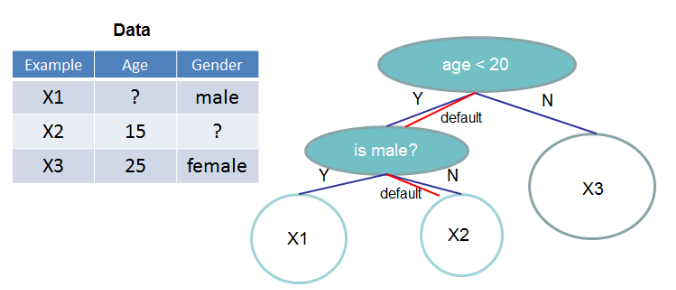 Data
Example Age Gender
X1 ? male
X2 15 ?
X3 25 female
age < 20
Y N
default
is male?
Y N
default
X1
X2
X3